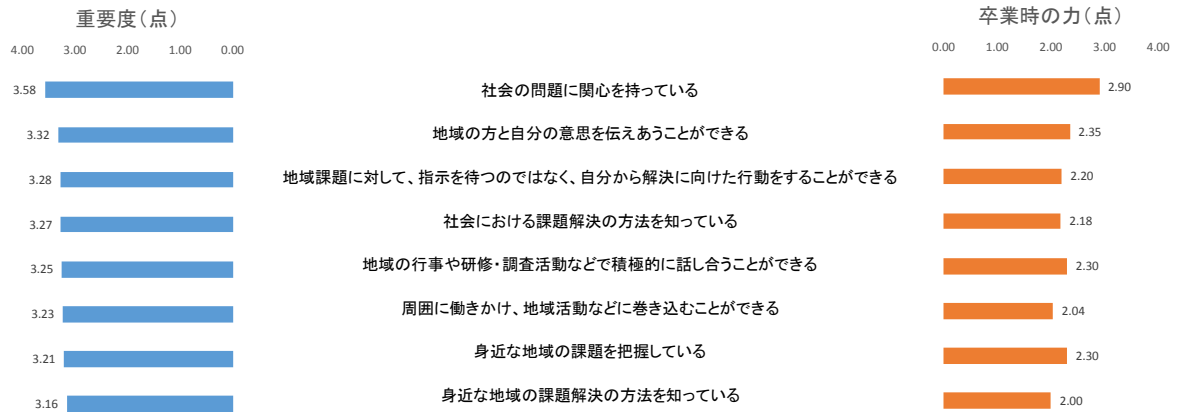 重要度（点）
卒業時の力（点）
4.00 3.00 2.00 1.00 0.00
0.00 1.00 2.00 3.00 4.00
3.58 社会の問題に関心を持っている 2.90
3.32 地域の方と自分の意思を伝えあうことができる 2.35
3.28 地域課題に対して、指示を待つのではなく、自分から解決に向けた行動をすることができる 2.20
3.27 社会における課題解決の方法を知っている 2.18
3.25 地域の行事や研修・調査活動などで積極的に話し合うことができる 2.30
3.23 周囲に働きかけ、地域活動などに巻き込むことができる 2.04
3.21 身近な地域の課題を把握している 2.30
3.16 身近な地域の課題解決の方法を知っている 2.00